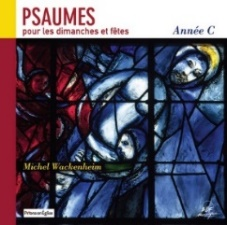 PSAUMES
pour les dimanches et fêtes
Année C
Michel Wackenheim